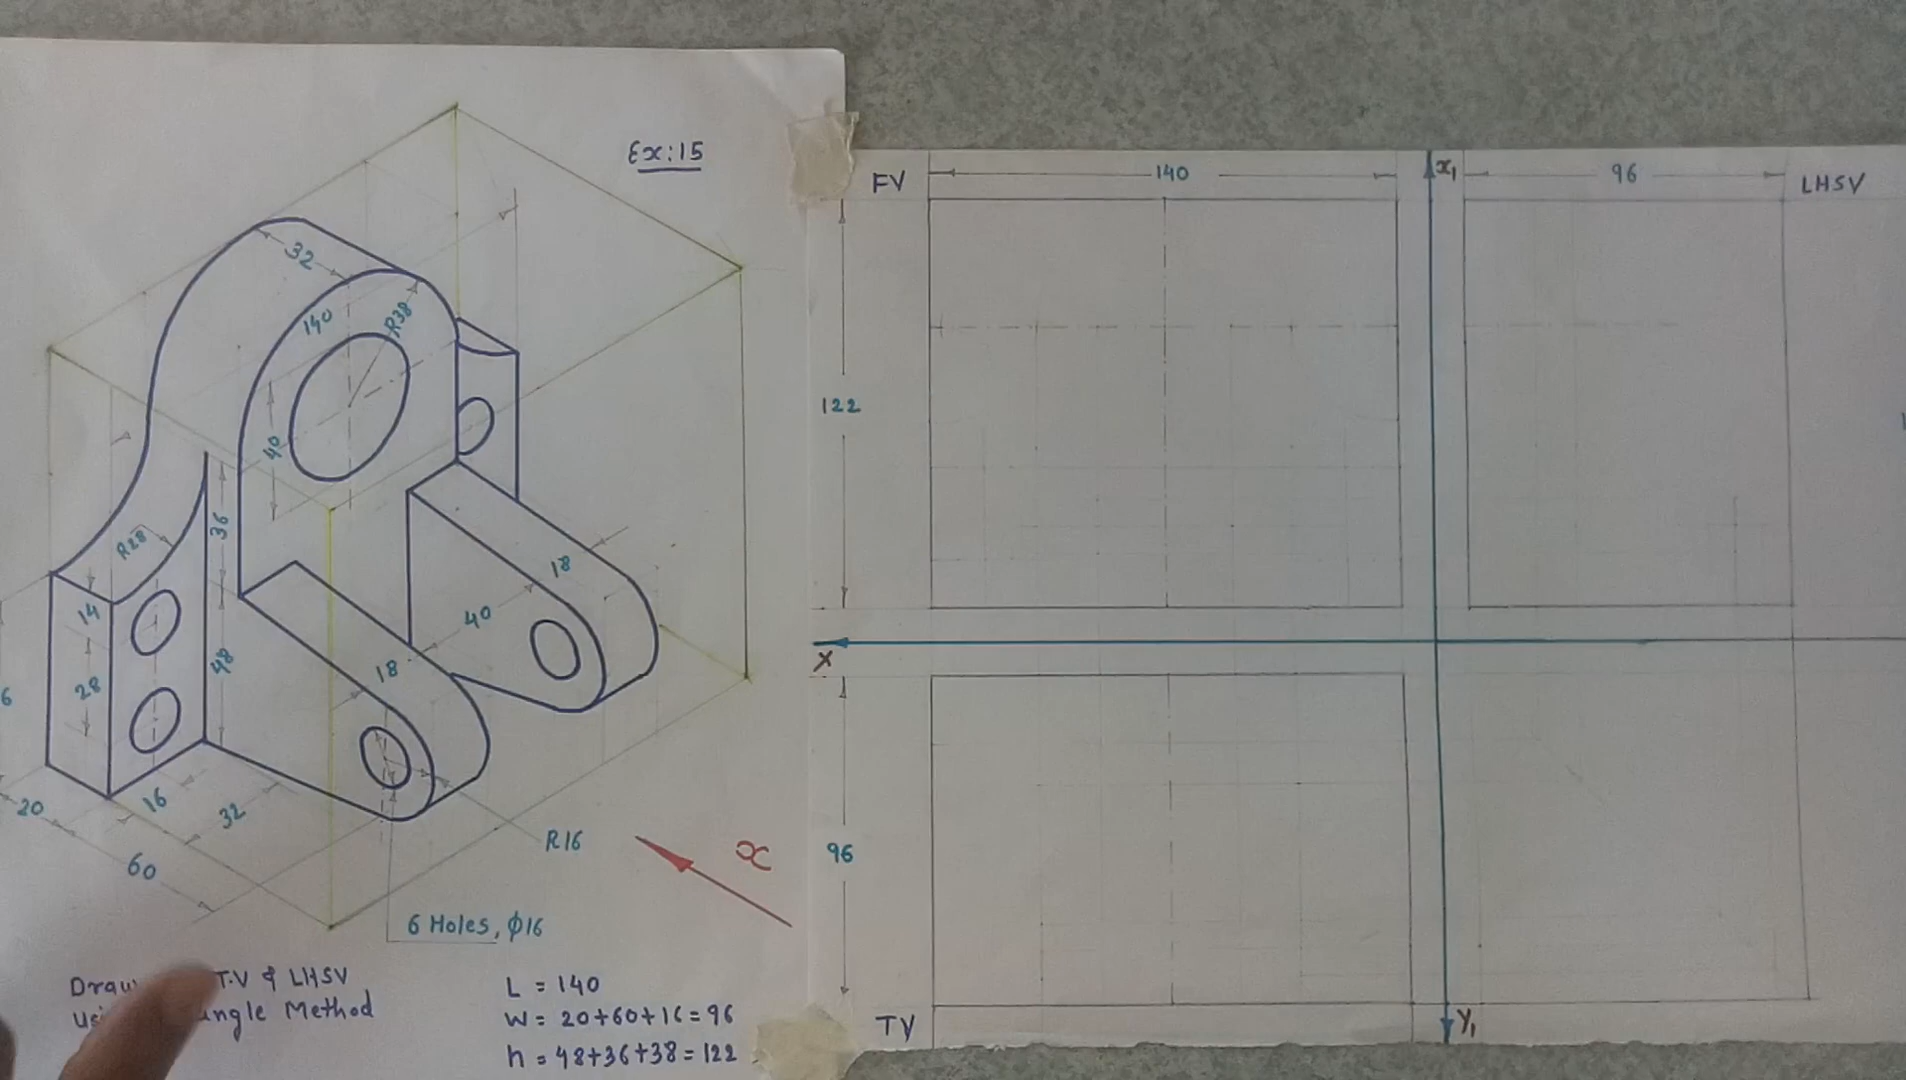 Ex:15
32
140
R38
40
36
R28
14
28
48
18
40
18
6
20
16
32
60
R16
x
6 Holes, ϕ16
T.V & LHSV
Method
L = 140
W = 20+60+16=96
h = 48+36+38=122
FV
140
x₁
96
LHSV
122
X
96
TV
Y₁